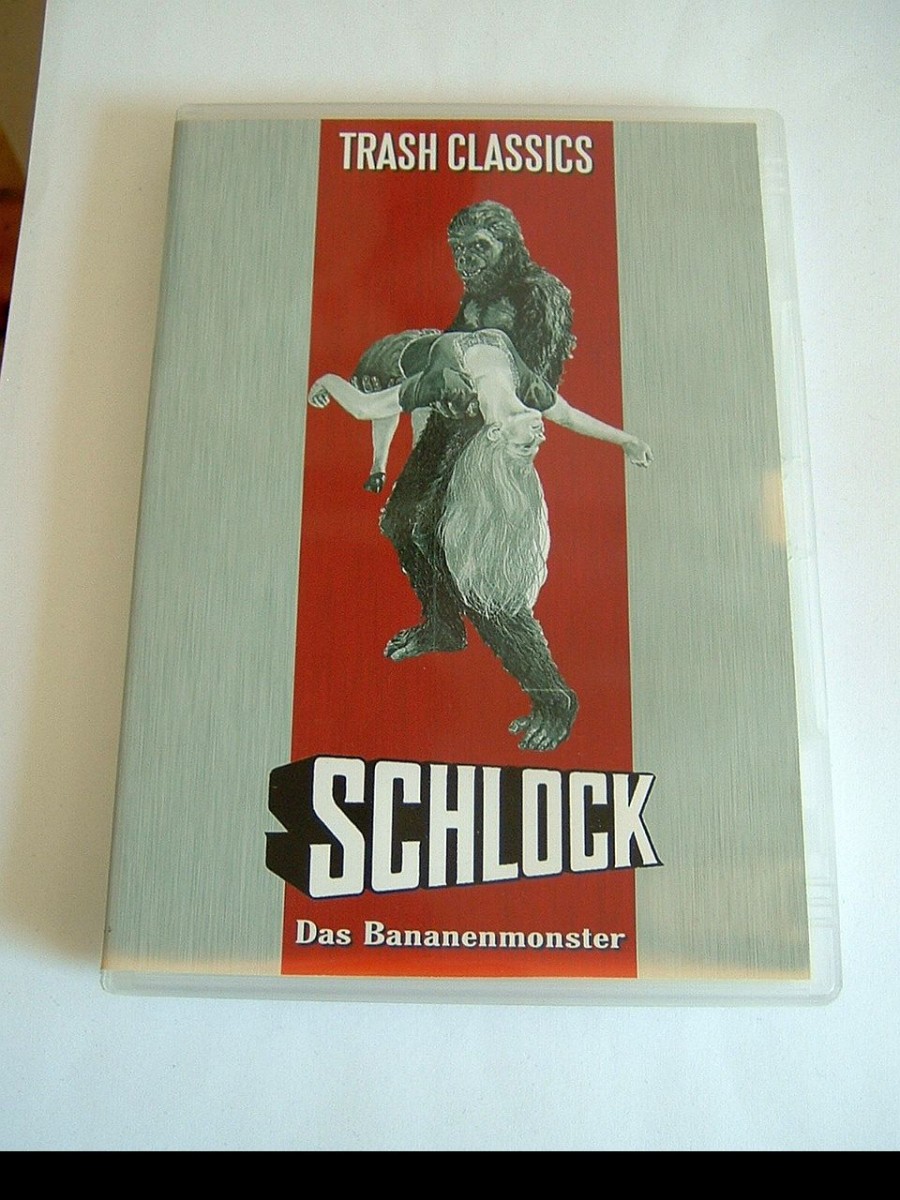 TRASH CLASSICS
SCHLOCK
Das Bananenmonster